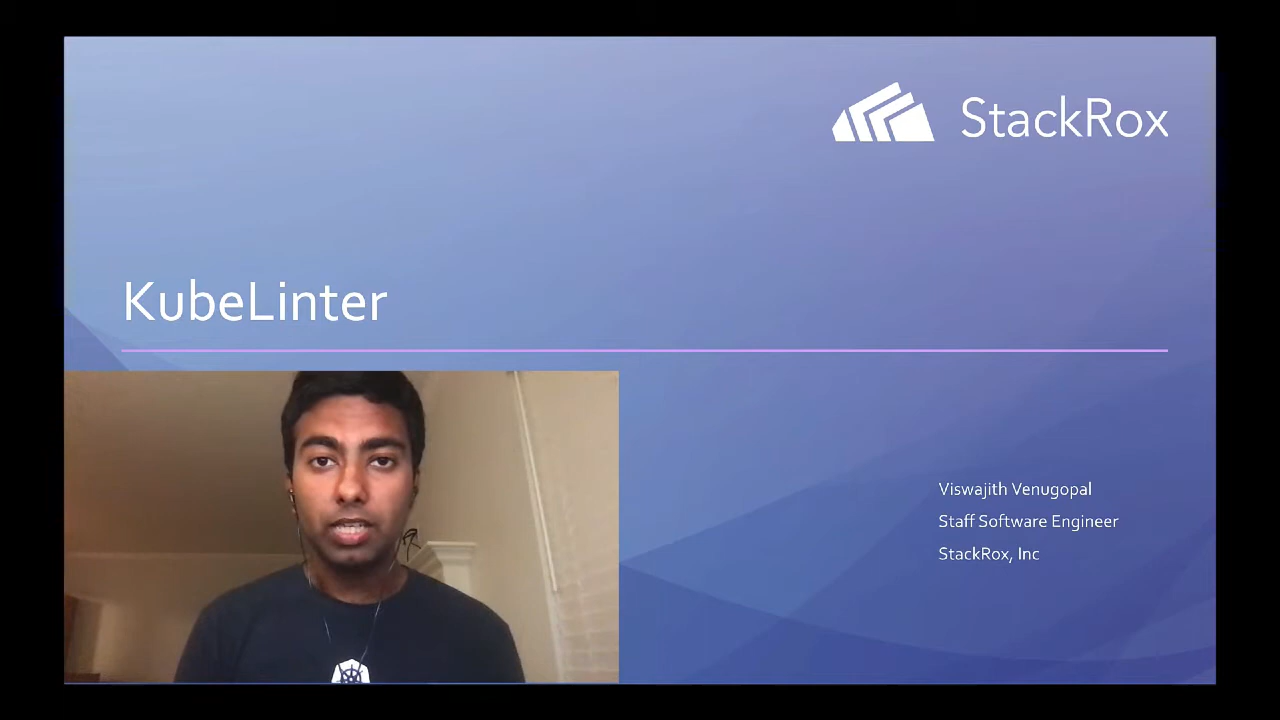 StackRox
KubeLinter
Viswajith Venugopal
Staff Software Engineer
StackRox, Inc